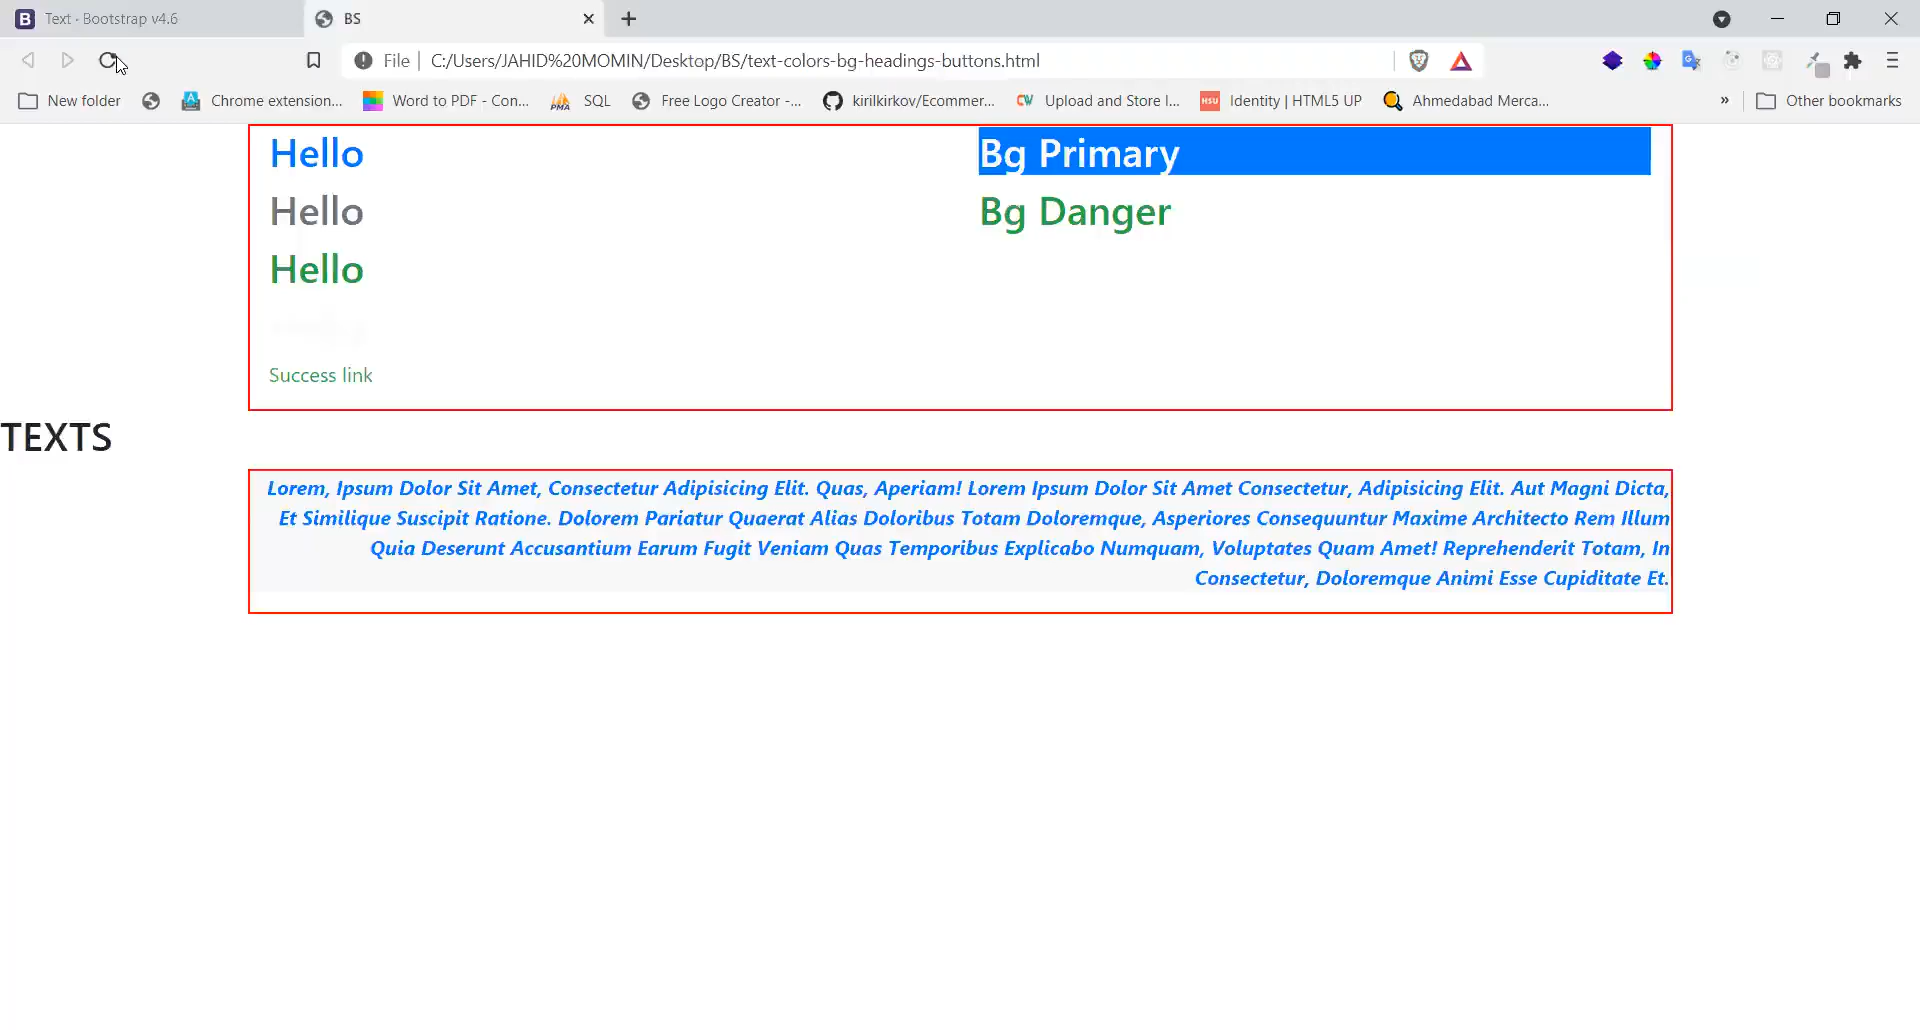 Text · Bootstrap v4.6
BS
File
C:/Users/JAHID%20MOMIN/Desktop/BS/text-colors-bg-headings-buttons.html
New folder
Chrome extension...
Word to PDF - Con...
PMA
SQL
Free Logo Creator -...
kirilkirkov/Ecommer...
CW
Upload and Store I...
HSU
Identity | HTML5 UP
Ahmedabad Merca...
»
Other bookmarks
Hello
Bg Primary
Hello
Bg Danger
Hello
Success link
TEXTS
Lorem, Ipsum Dolor Sit Amet, Consectetur Adipisicing Elit. Quas, Aperiam! Lorem Ipsum Dolor Sit Amet Consectetur, Adipisicing Elit. Aut Magni Dicta,
Et Similique Suscipit Ratione. Dolorem Pariatur Quaerat Alias Doloribus Totam Doloremque, Asperiores Consequuntur Maxime Architecto Rem Illum
Quia Deserunt Accusantium Earum Fugit Veniam Quas Temporibus Explicabo Numquam, Voluptates Quam Amet! Reprehenderit Totam, In
Consectetur, Doloremque Animi Esse Cupiditate Et.